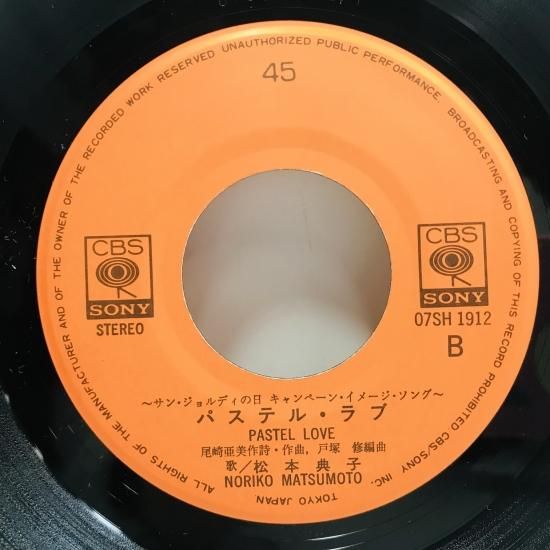 ALL RIGHTS OF THE MANUFACTURER AND OF THE OWNER OF THE RECORDED WORK RESERVED UNAUTHORIZED PUBLIC PERFORMANCE. BROADCASTING AND COPYING OF THIS RECORD PROHIBITED CBS/SONY INC.
TOKYO JAPAN
45
CBS
SONY
STEREO
CBS
SONY
07SH 1912
B
〜サン・ジョルディの日 キャンペーン・イメージ・ソング〜
パステル・ラブ
PASTEL LOVE
尾崎亜美作詩・作曲, 戸塚 修編曲
歌/松本典子
NORIKO MATSUMOTO